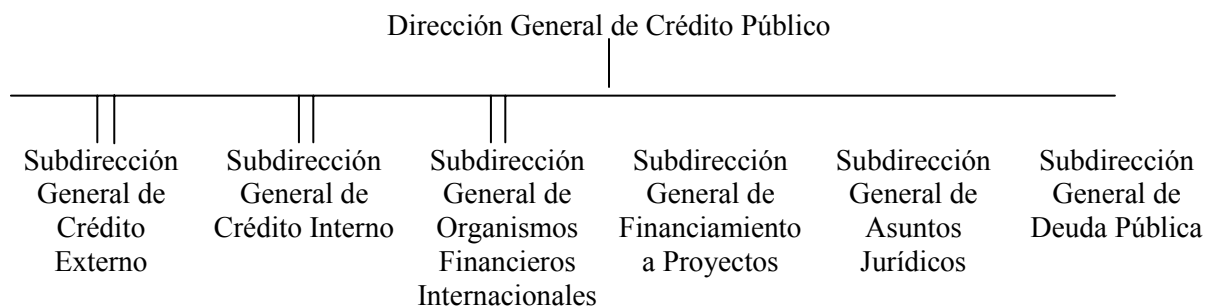 Dirección General de Crédito Público
Subdirección
General de
Crédito
Externo
Subdirección
General de
Crédito Interno
Subdirección
General de
Organismos
Financieros
Internacionales
Subdirección
General de
Financiamiento
a Proyectos
Subdirección
General de
Asuntos
Jurídicos
Subdirección
General de
Deuda Pública